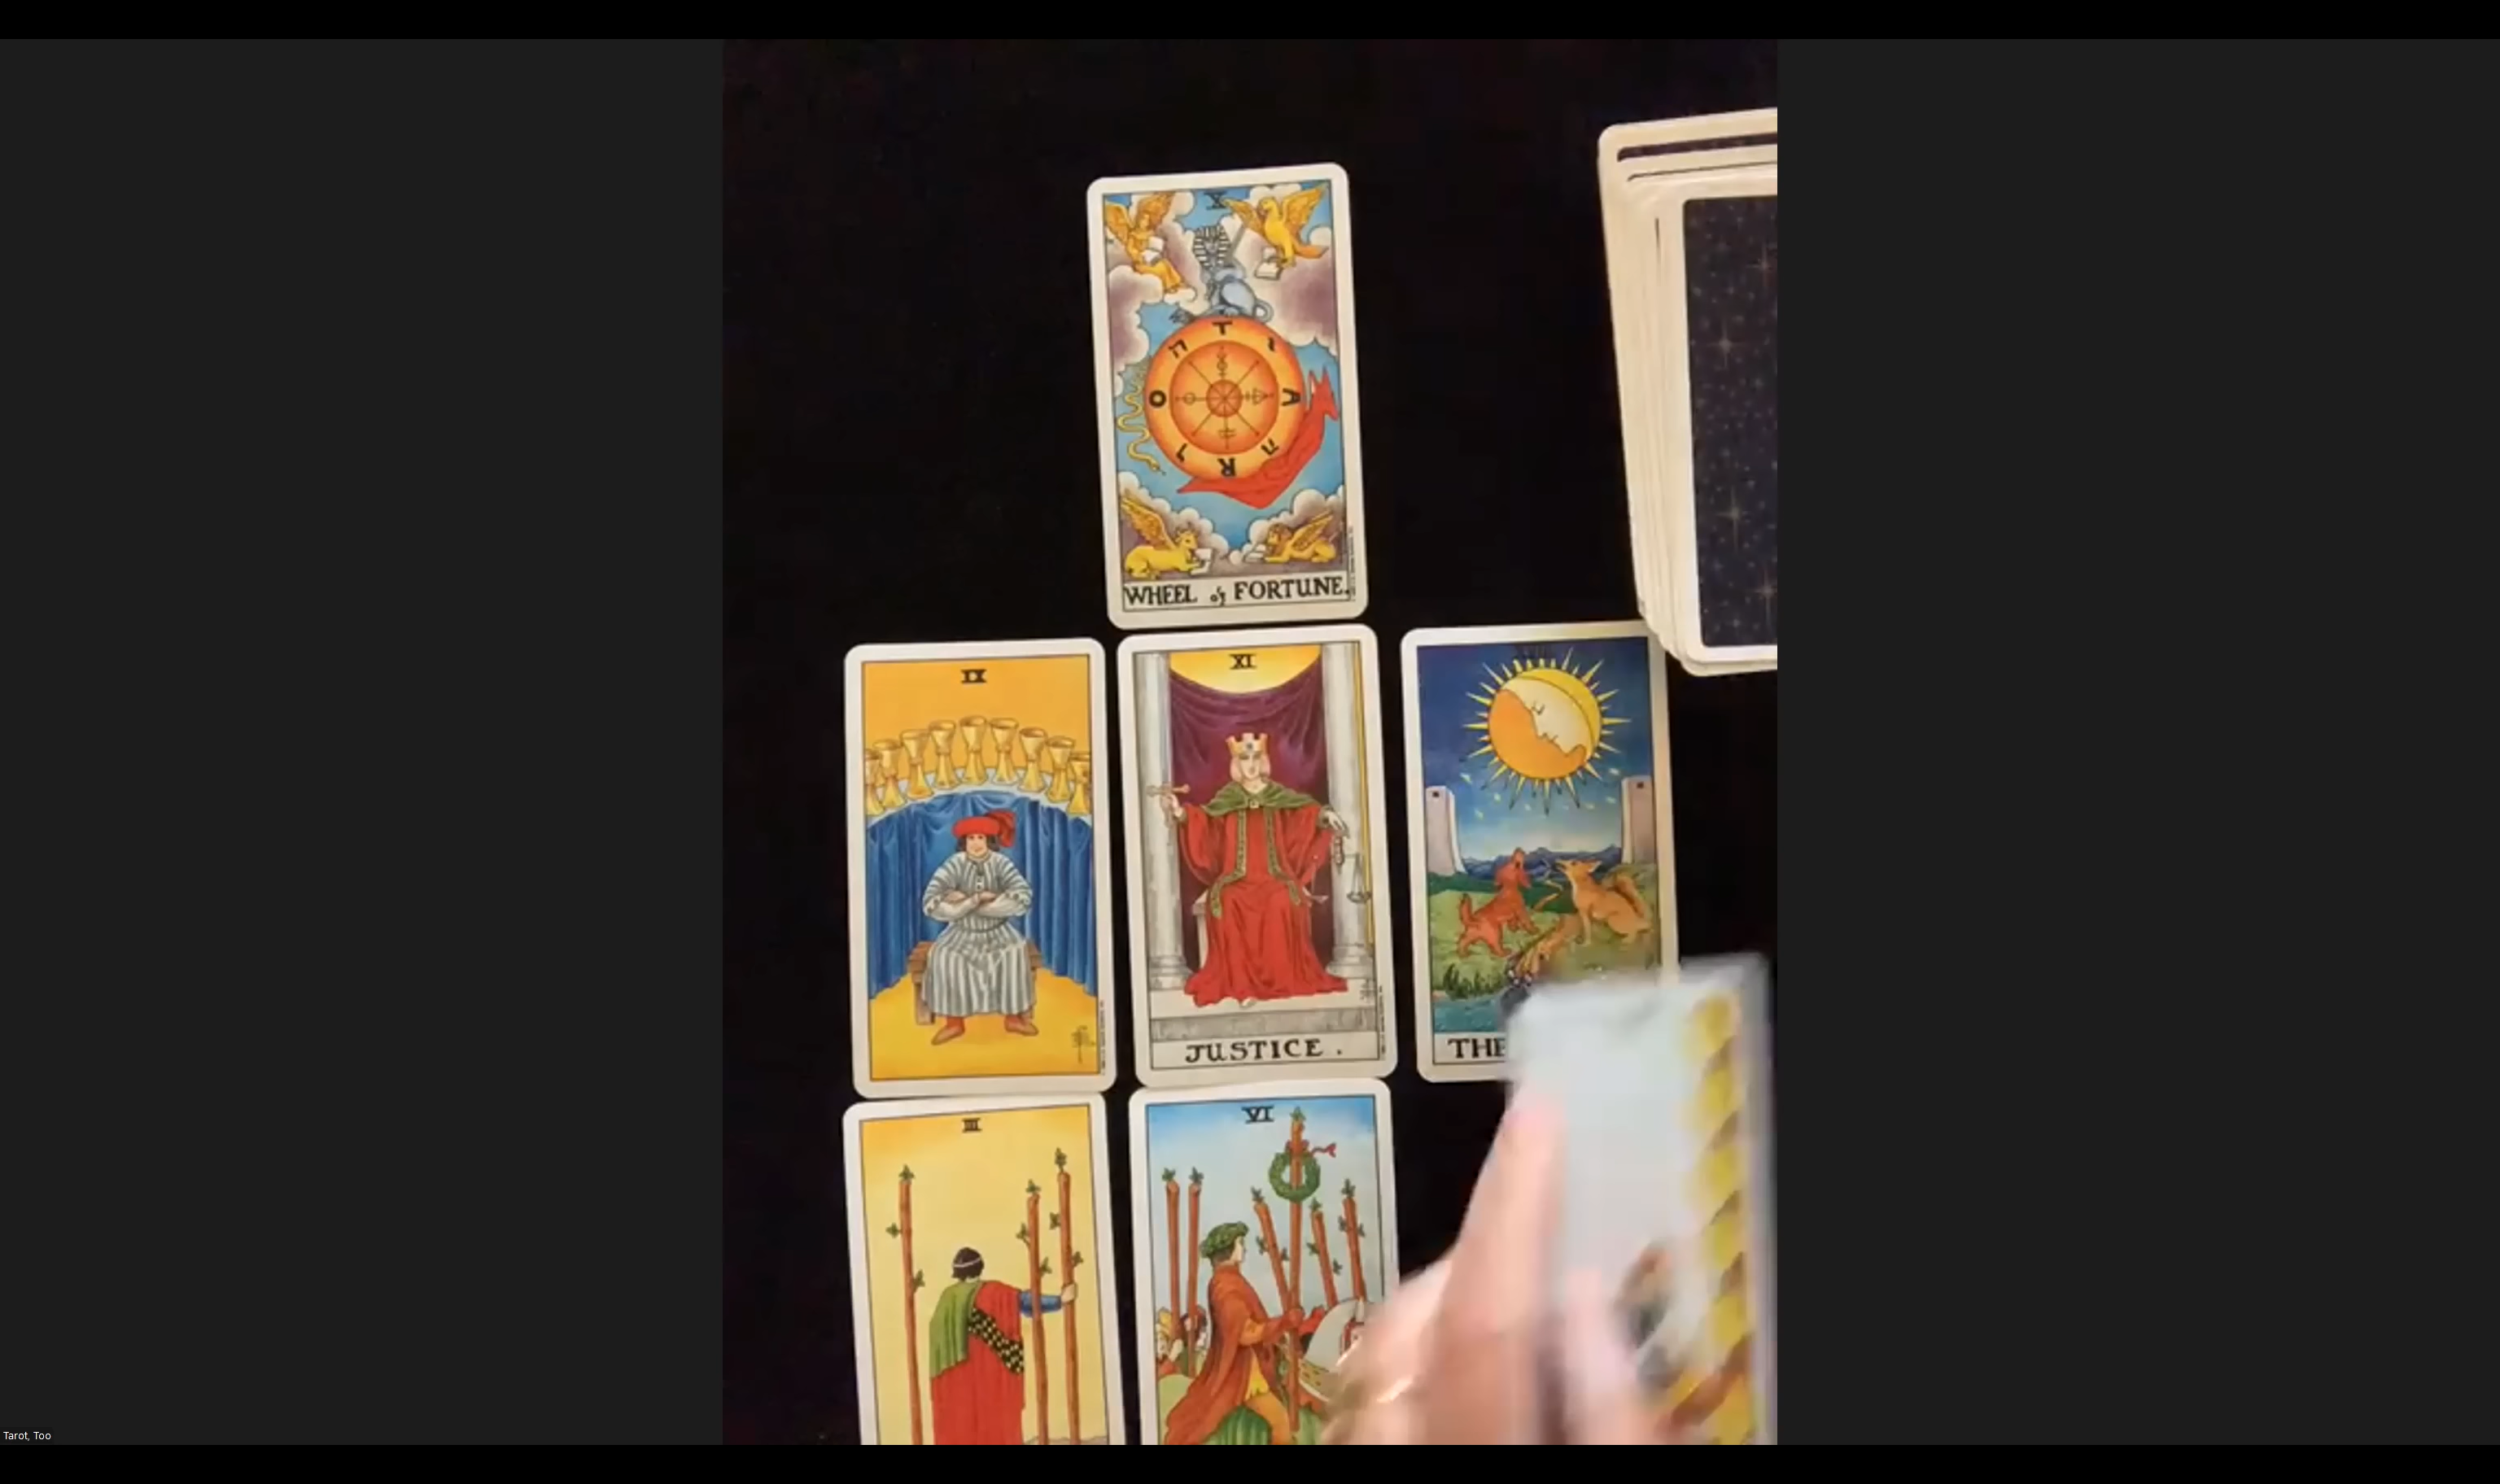 X
WHEEL of FORTUNE.
IX
XI
JUSTICE .
THE
III
VI
Tarot, Too